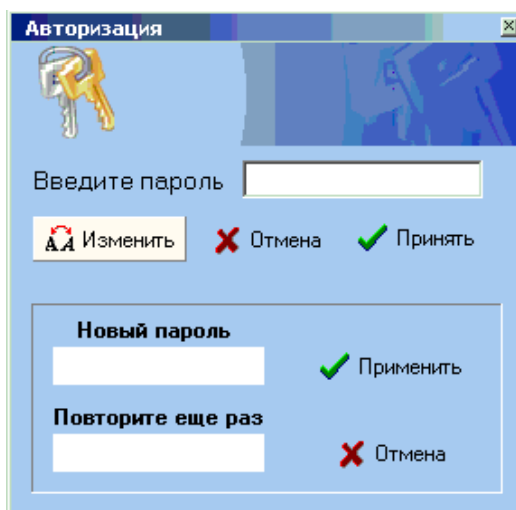 Авторизация
Введите пароль
Изменить Отмена Принять
Новый пароль
Применить
Повторите еще раз
Отмена